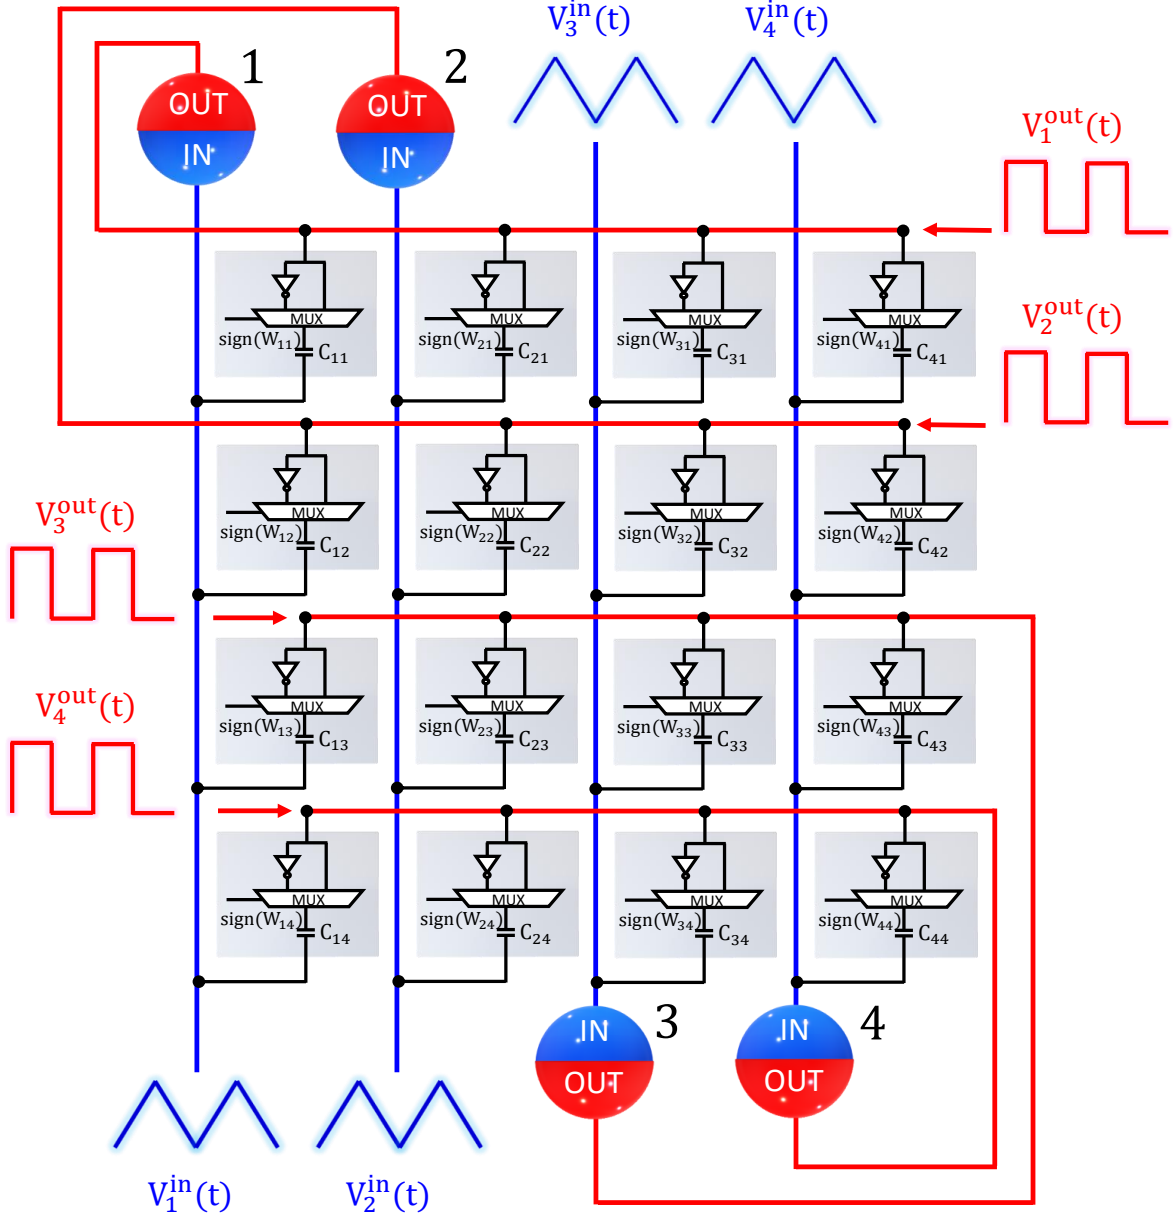 V₃ⁱⁿ(t) V₄ⁱⁿ(t)
1 2
OUT OUT
IN IN
V₁ᵒᵘᵗ(t)
MUX MUX MUX MUX
sign(W₁₁) C₁₁ sign(W₂₁) C₂₁ sign(W₃₁) C₃₁ sign(W₄₁) C₄₁
V₂ᵒᵘᵗ(t)
MUX MUX MUX MUX
sign(W₁₂) C₁₂ sign(W₂₂) C₂₂ sign(W₃₂) C₃₂ sign(W₄₂) C₄₂
V₃ᵒᵘᵗ(t)
MUX MUX MUX MUX
sign(W₁₃) C₁₃ sign(W₂₃) C₂₃ sign(W₃₃) C₃₃ sign(W₄₃) C₄₃
V₄ᵒᵘᵗ(t)
MUX MUX MUX MUX
sign(W₁₄) C₁₄ sign(W₂₄) C₂₄ sign(W₃₄) C₃₄ sign(W₄₄) C₄₄
3 4
IN IN
OUT OUT
V₁ⁱⁿ(t) V₂ⁱⁿ(t)